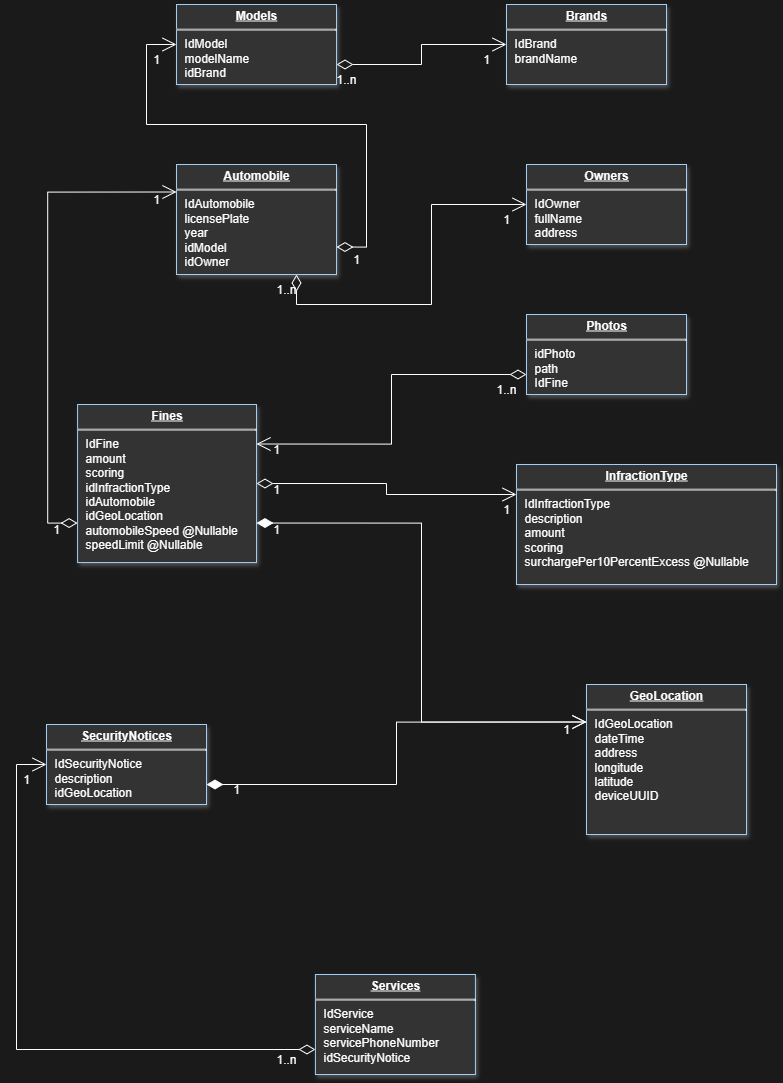 Models
IdModel
modelName
idBrand
1
1..n
Brands
IdBrand
brandName
1
Automobile
IdAutomobile
licensePlate
year
idModel
idOwner
1
1
1..n
Owners
IdOwner
fullName
address
1
Photos
idPhoto
path
IdFine
1..n
Fines
IdFine
amount
scoring
idInfractionType
idAutomobile
idGeoLocation
automobileSpeed @Nullable
speedLimit @Nullable
1
1
1
1
InfractionType
IdInfractionType
description
amount
scoring
surchargePer10PercentExcess @Nullable
1
GeoLocation
IdGeoLocation
dateTime
address
longitude
latitude
deviceUUID
1
SecurityNotices
IdSecurityNotice
description
idGeoLocation
1
1
Services
IdService
serviceName
servicePhoneNumber
idSecurityNotice
1..n